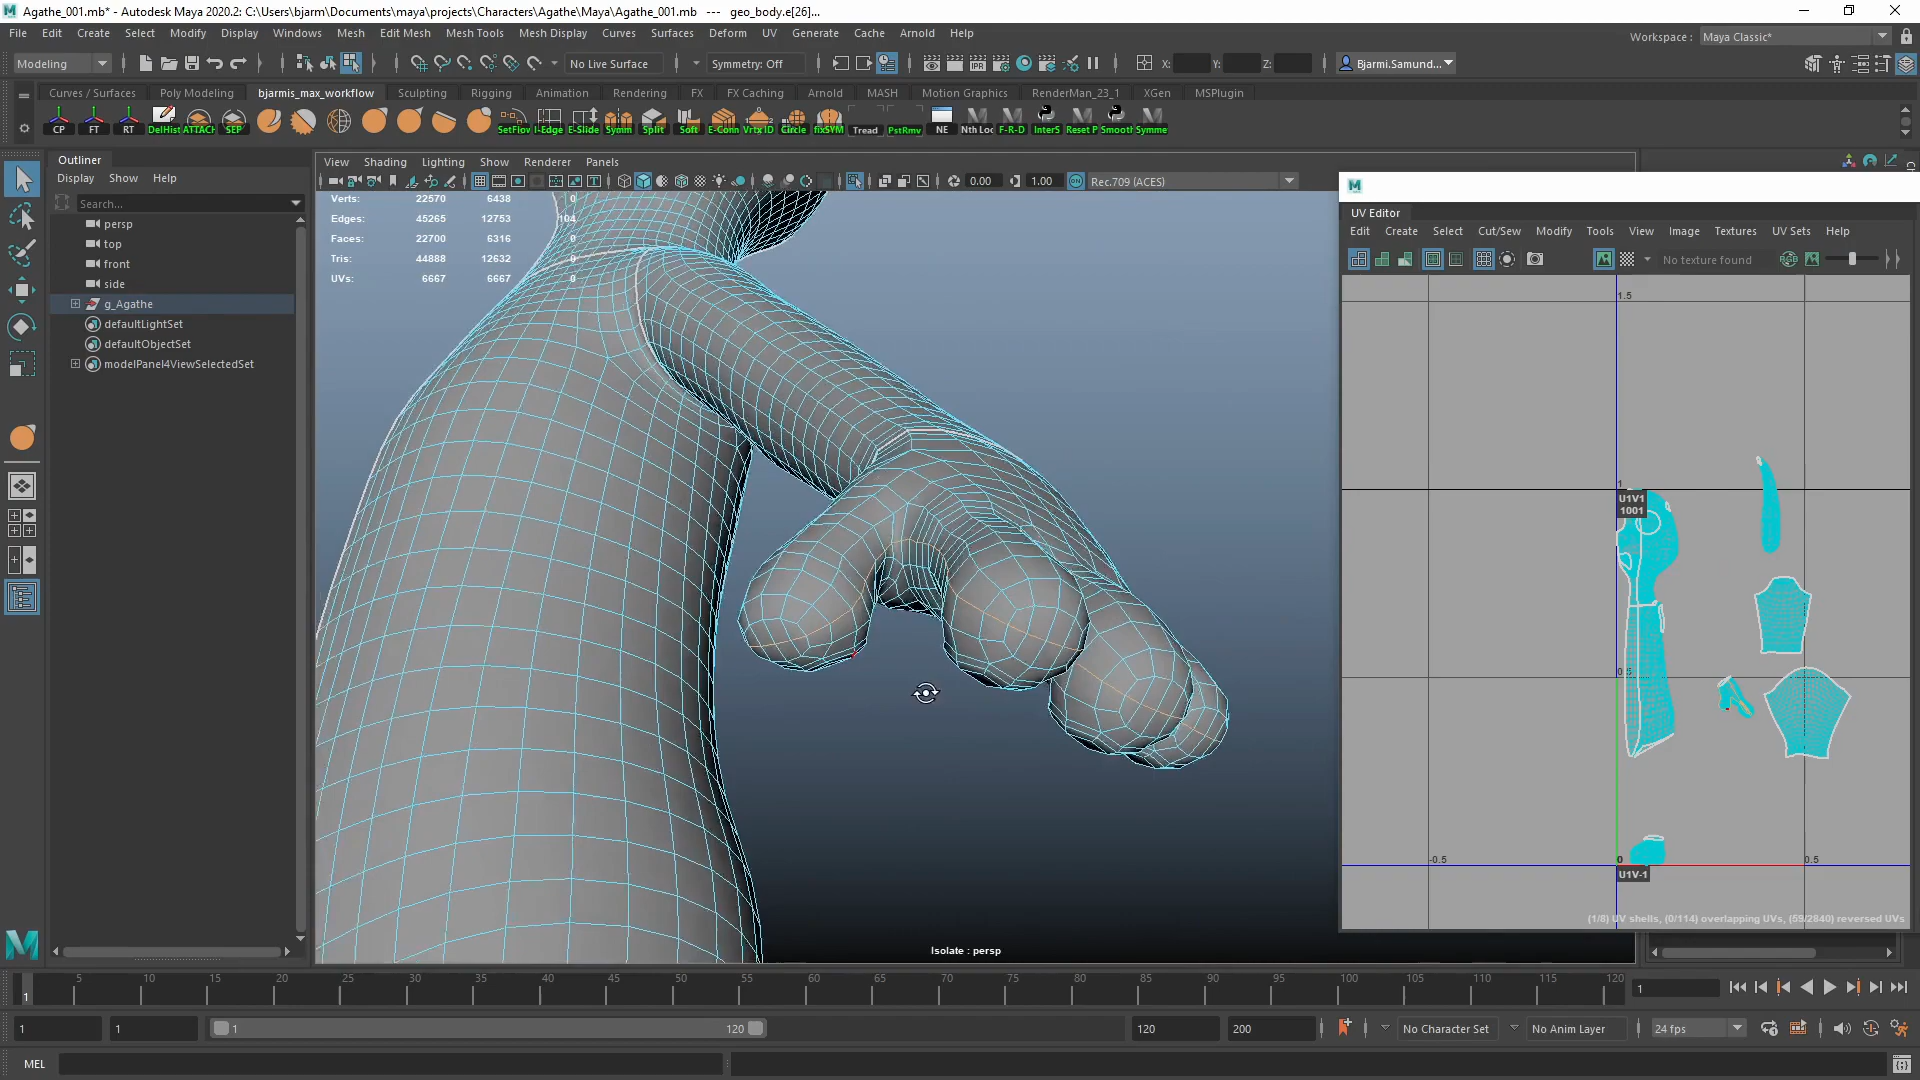 Agathe_001.mb* - Autodesk Maya 2020.2: C:\Users\bjarm\Documents\maya\projects\Characters\Agathe\Maya\Agathe_001.mb --- geo_body.e[26]...
File Edit Create Select Modify Display Windows Mesh Edit Mesh Mesh Tools Mesh Display Curves Surfaces Deform UV Generate Cache Arnold Help
Workspace : Maya Classic*
Modeling No Live Surface Symmetry: Off X: Y: Z: Bjarmi.Samund...
Curves / Surfaces Poly Modeling bjarmis_max_workflow Sculpting Rigging Animation Rendering FX FX Caching Arnold MASH Motion Graphics RenderMan_23_1 XGen MSPlugin
CP FT RT DelHist ATTACH SEP SetFlow I-Edge E-Slide Symm Split Soft E-Conn Vrtx ID Circle fixSYM Tread PstRmv NE Nth Loc F-R-D InterS Reset P Smooth Symme
Outliner
Display Show Help
Search...
persp
top
front
side
g_Agathe
defaultLightSet
defaultObjectSet
modelPanel4ViewSelectedSet
View Shading Lighting Show Renderer Panels
IPR 0.00 1.00 ON Rec.709 (ACES)
Verts: 22570 6438 0
Edges: 45265 12753 104
Faces: 22700 6316 0
Tris: 44888 12632 0
UVs: 6667 6667 0
Isolate : persp
UV Editor
Edit Create Select Cut/Sew Modify Tools View Image Textures UV Sets Help
No texture found
1.5
1
U1V1
1001
-0.5 0 0.5
U1V-1
(1/8) UV shells, (0/114) overlapping UVs, (59/2840) reversed UVs
5 10 15 20 25 30 35 40 45 50 55 60 65 70 75 80 85 90 95 100 105 110 115 120
1 1
1 1 1 120 120 200 No Character Set No Anim Layer 24 fps
MEL